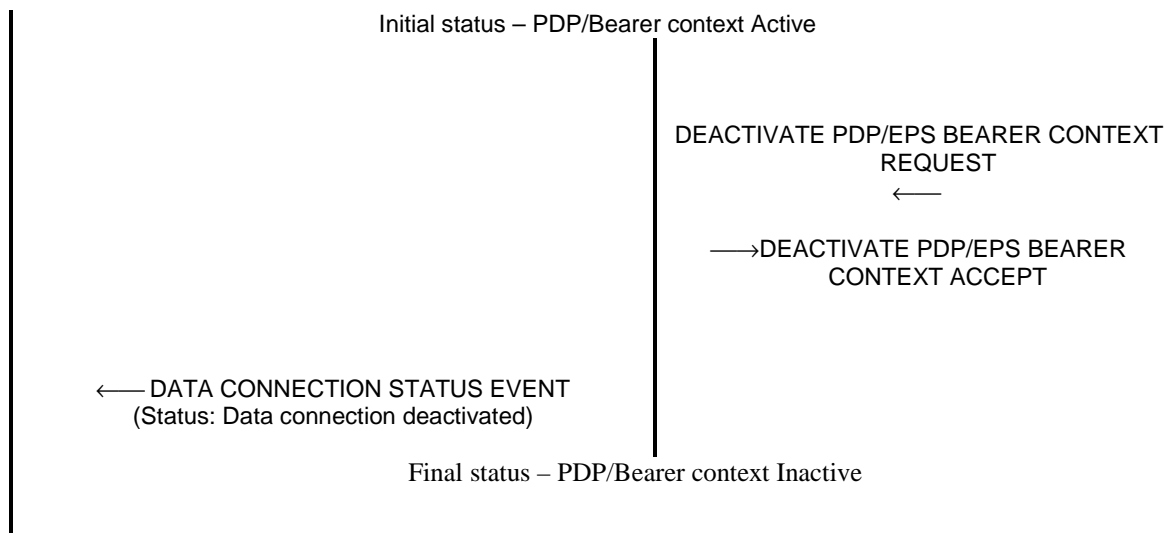 Initial status – PDP/Bearer context Active
DEACTIVATE PDP/EPS BEARER CONTEXT
REQUEST
←
→DEACTIVATE PDP/EPS BEARER
CONTEXT ACCEPT
← DATA CONNECTION STATUS EVENT
(Status: Data connection deactivated)
Final status – PDP/Bearer context Inactive